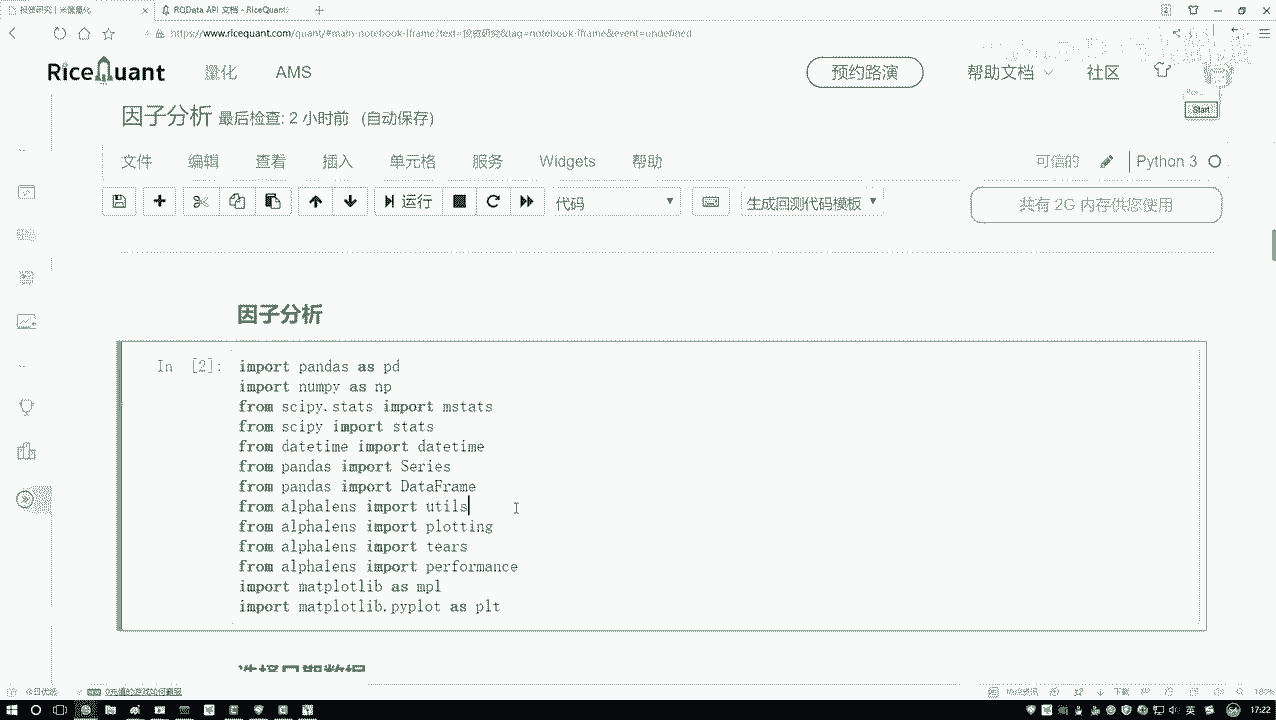 投资研究 | 米筐量化
RQData API 文档 - RiceQuant
https://www.ricequant.com/quant/#main-notebook-iframe?text=投资研究&tag=notebook-iframe&event=undefined
RiceQuant 量化 AMS 预约路演 帮助文档 社区
Start
因子分析 最后检查: 2 小时前 (自动保存)
文件 编辑 查看 插入 单元格 服务 Widgets 帮助 可信的 Python 3
运行 代码 生成回测代码模板 共有 2G 内存供您使用
因子分析
In [2]:
import pandas as pd
import numpy as np
from scipy.stats import mstats
from scipy import stats
from datetime import datetime
from pandas import Series
from pandas import DataFrame
from alphalens import utils
from alphalens import plotting
from alphalens import tears
from alphalens import performance
import matplotlib as mpl
import matplotlib.pyplot as plt
今日优选
下载
17:22